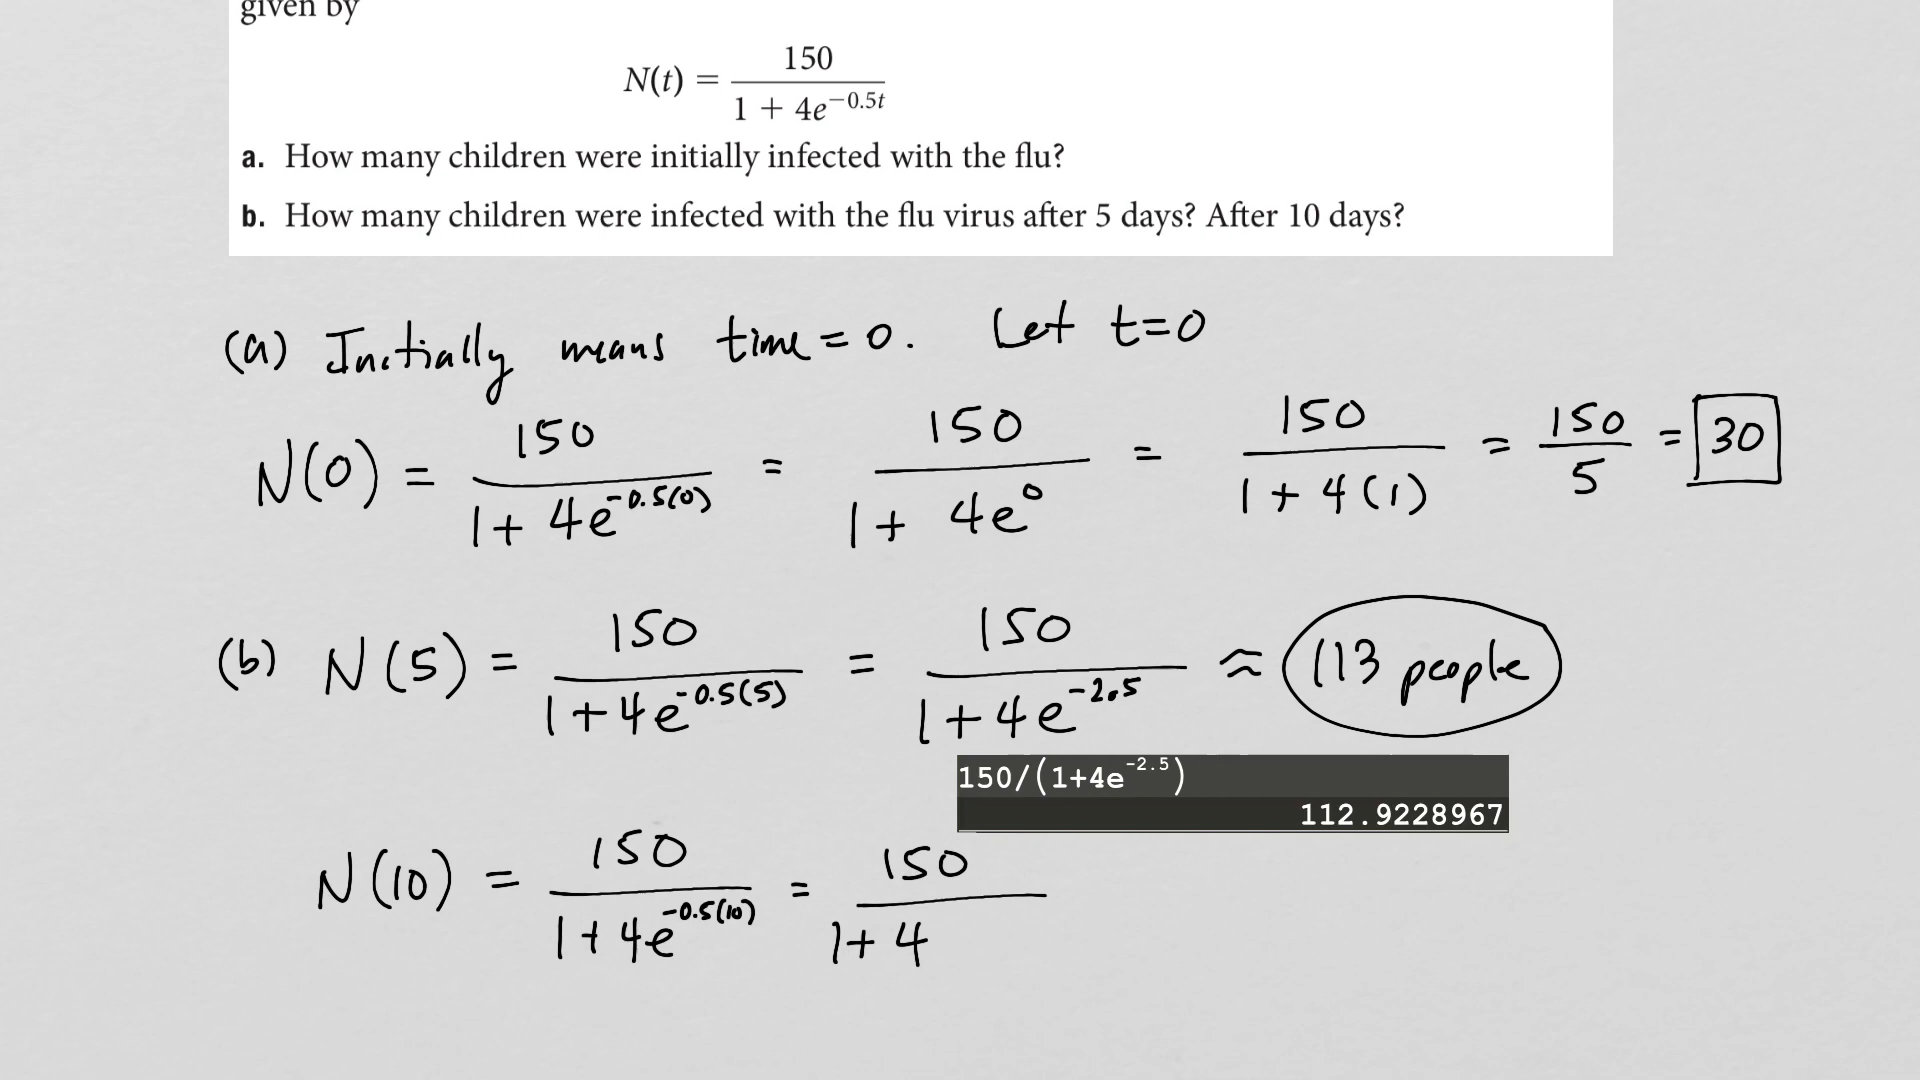 given by
N(t) = 150 / (1 + 4e^−0.5t)
a. How many children were initially infected with the flu?
b. How many children were infected with the flu virus after 5 days? After 10 days?
(a) Initially means time = 0. Let t=0
N(0) = 150 / (1 + 4e^-0.5(0)) = 150 / (1 + 4e^0) = 150 / (1 + 4(1)) = 150 / 5 = 30
(b) N(5) = 150 / (1+4e^-0.5(5)) = 150 / (1+4e^-2.5) ≈ 113 people
150/(1+4e^-2.5)
112.9228967
N(10) = 150 / (1+4e^-0.5(10)) = 150 / (1+4